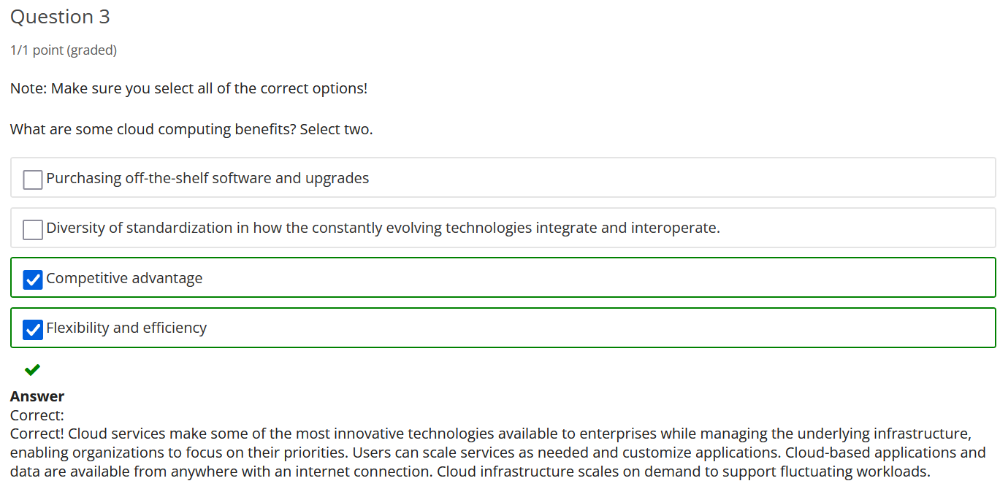 Question 3
1/1 point (graded)
Note: Make sure you select all of the correct options!
What are some cloud computing benefits? Select two.
Purchasing off-the-shelf software and upgrades
Diversity of standardization in how the constantly evolving technologies integrate and interoperate.
Competitive advantage
Flexibility and efficiency
Answer
Correct:
Correct! Cloud services make some of the most innovative technologies available to enterprises while managing the underlying infrastructure,
enabling organizations to focus on their priorities. Users can scale services as needed and customize applications. Cloud-based applications and
data are available from anywhere with an internet connection. Cloud infrastructure scales on demand to support fluctuating workloads.